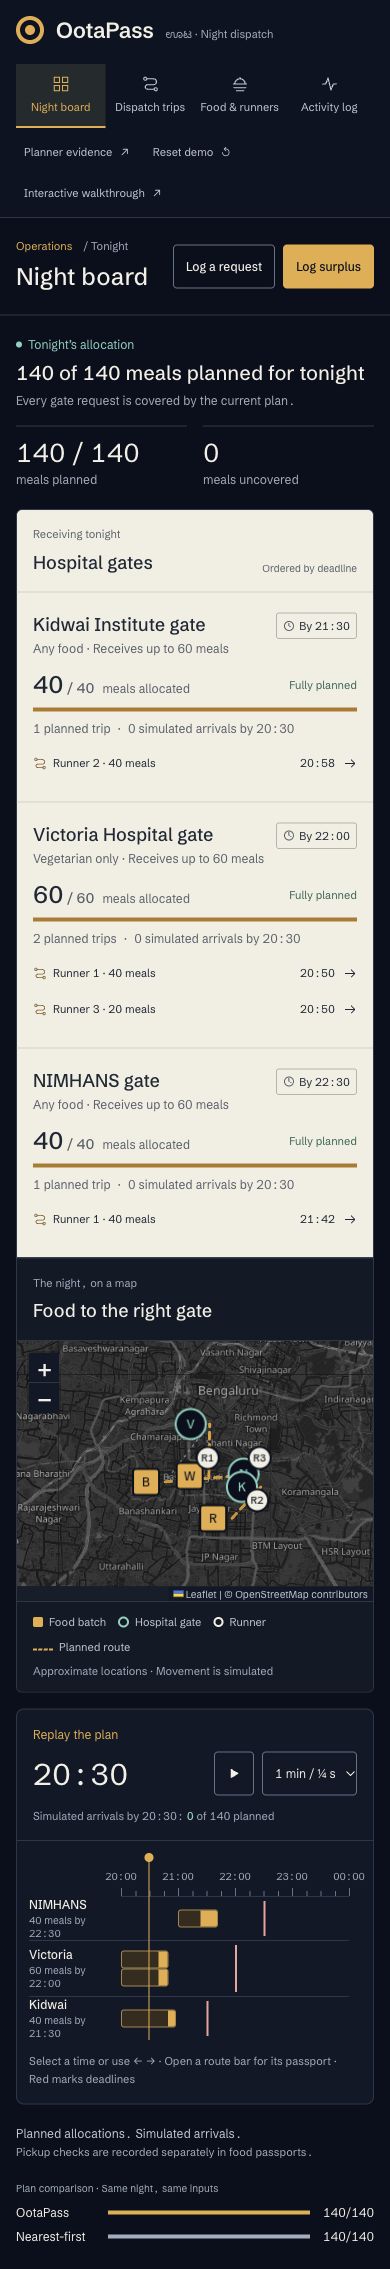 OotaPass ಊಟ · Night dispatch
Night board
Dispatch trips
Food & runners
Activity log
Planner evidence ↗
Reset demo
Interactive walkthrough ↗
Operations / Tonight
Night board
Log a request
Log surplus
Tonight's allocation
140 of 140 meals planned for tonight
Every gate request is covered by the current plan.
140 / 140
meals planned
0
meals uncovered
Receiving tonight
Hospital gates
Ordered by deadline
Kidwai Institute gate
By 21:30
Any food · Receives up to 60 meals
40 / 40 meals allocated
Fully planned
1 planned trip · 0 simulated arrivals by 20:30
Runner 2 · 40 meals 20:58 →
Victoria Hospital gate
By 22:00
Vegetarian only · Receives up to 60 meals
60 / 60 meals allocated
Fully planned
2 planned trips · 0 simulated arrivals by 20:30
Runner 1 · 40 meals 20:50 →
Runner 3 · 20 meals 20:50 →
NIMHANS gate
By 22:30
Any food · Receives up to 60 meals
40 / 40 meals allocated
Fully planned
1 planned trip · 0 simulated arrivals by 20:30
Runner 1 · 40 meals 21:42 →
The night, on a map
Food to the right gate
+
−
Basaveshwaranagar
Vasanth Nagar
Shivajinagar
Bengaluru
Kempapura
Agrahara
Indiranagar
Nagarabhavi
Richmond
Town
V
Chamarajap
hanti Nagar
R1
R3
B
W
K
R2
Koramangala
Rajarajeshwari
Nagar
Banashankari
R
BTM Layout
HSR Layout
JP Nagar
Uttarahalli
Leaflet | © OpenStreetMap contributors
Food batch
Hospital gate
Runner
Planned route
Approximate locations · Movement is simulated
Replay the plan
20:30
1 min / ¼ s
Simulated arrivals by 20:30: 0 of 140 planned
20:00 21:00 22:00 23:00 00:00
NIMHANS
40 meals by
22:30
Victoria
60 meals by
22:00
Kidwai
40 meals by
21:30
Select a time or use ← → · Open a route bar for its passport ·
Red marks deadlines
Planned allocations. Simulated arrivals.
Pickup checks are recorded separately in food passports.
Plan comparison · Same night, same inputs
OotaPass 140/140
Nearest-first 140/140